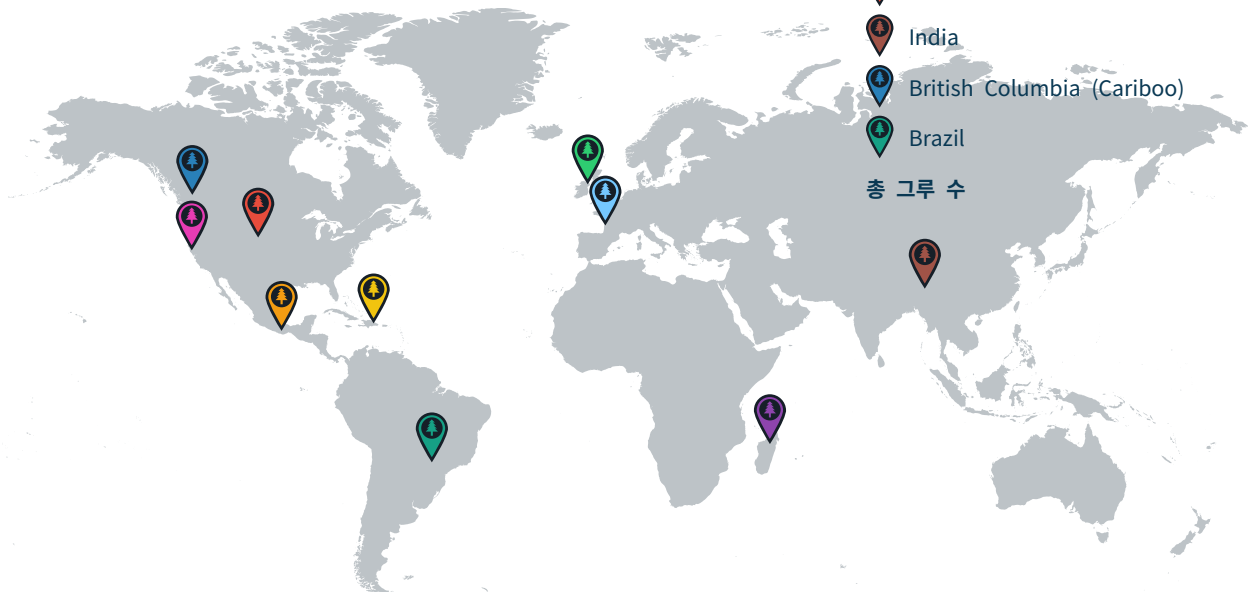 India
British Columbia (Cariboo)
Brazil
총 그루 수